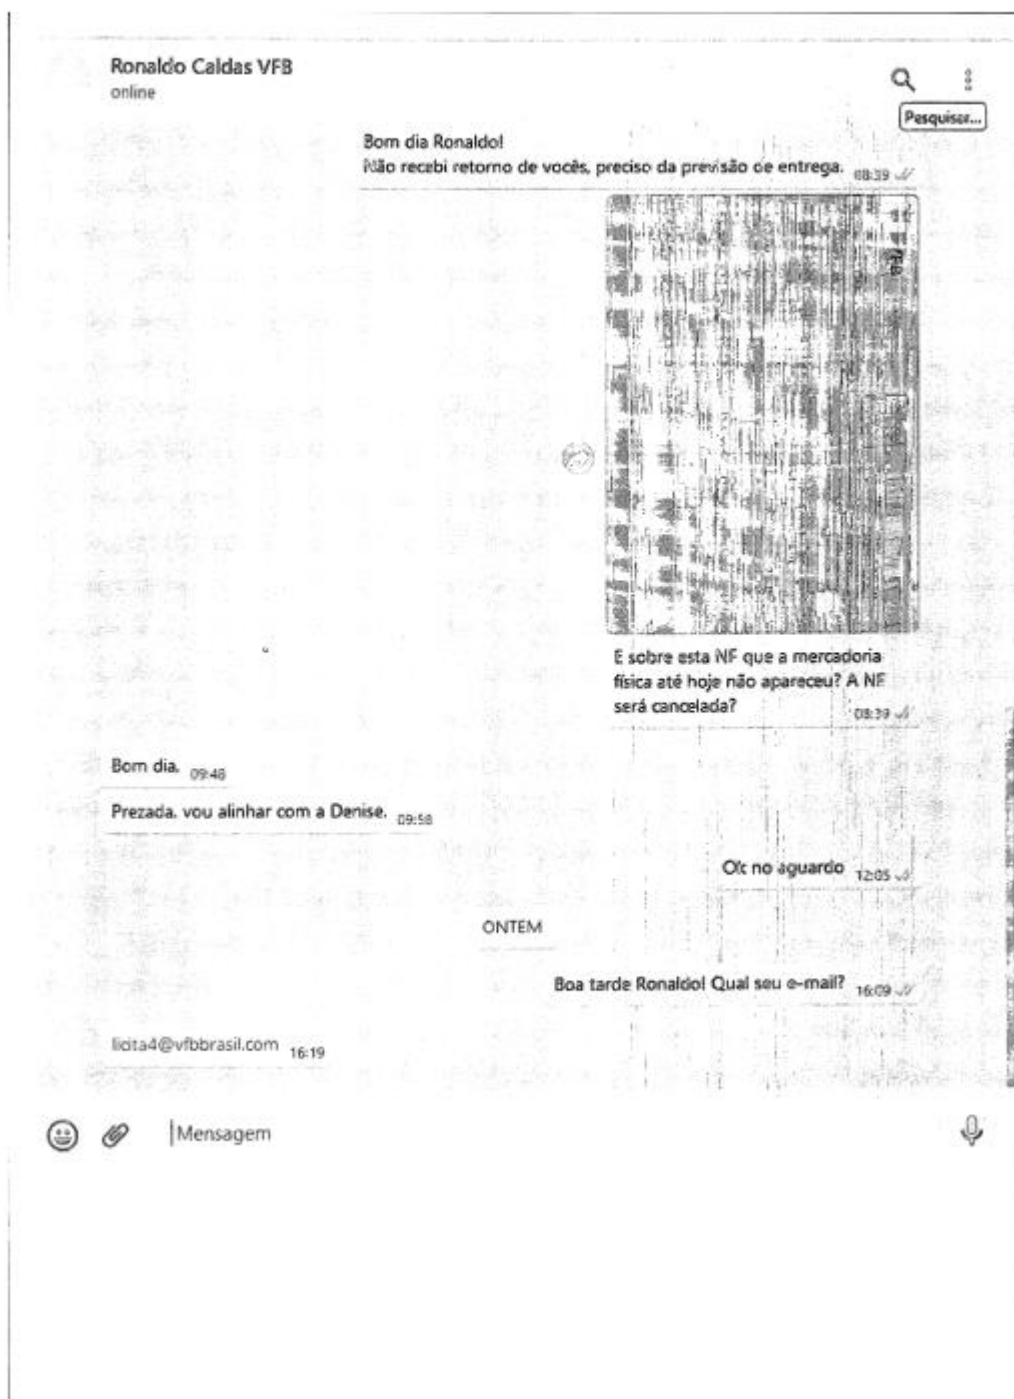 Ronaldo Caldas VFB
online
Pesquisar...
Bom dia Ronaldo!
Não recebi retorno de vocês, preciso da previsão de entrega. 08:39
E sobre esta NF que a mercadoria
física até hoje não apareceu? A NF
será cancelada? 08:39
Bom dia. 09:48
Prezada. vou alinhar com a Denise. 09:58
Ok no aguardo 12:05
ONTEM
Boa tarde Ronaldo! Qual seu e-mail? 16:09
licita4@vfbbrasil.com 16:19
Mensagem